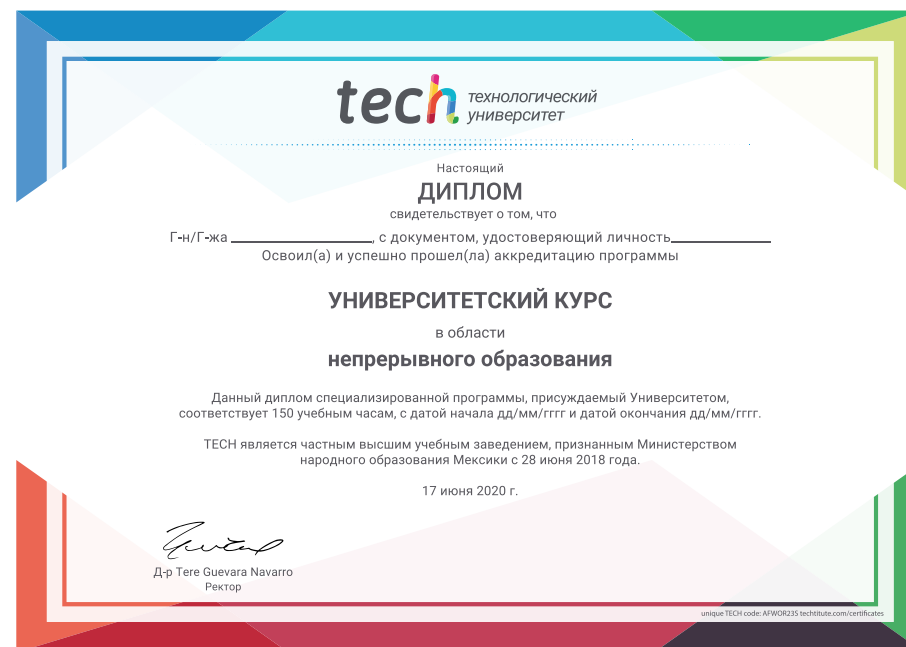 tech технологический
университет
Настоящий
ДИПЛОМ
свидетельствует о том, что
Г-н/Г-жа ____________________, с документом, удостоверяющий личность______________
Освоил(а) и успешно прошел(ла) аккредитацию программы
УНИВЕРСИТЕТСКИЙ КУРС
в области
непрерывного образования
Данный диплом специализированной программы, присуждаемый Университетом,
соответствует 150 учебным часам, с датой начала дд/мм/гггг и датой окончания дд/мм/гггг.
TECH является частным высшим учебным заведением, признанным Министерством
народного образования Мексики с 28 июня 2018 года.
17 июня 2020 г.
Д-р Tere Guevara Navarro
Ректор
unique TECH code: AFWOR23S techtitute.com/certificates